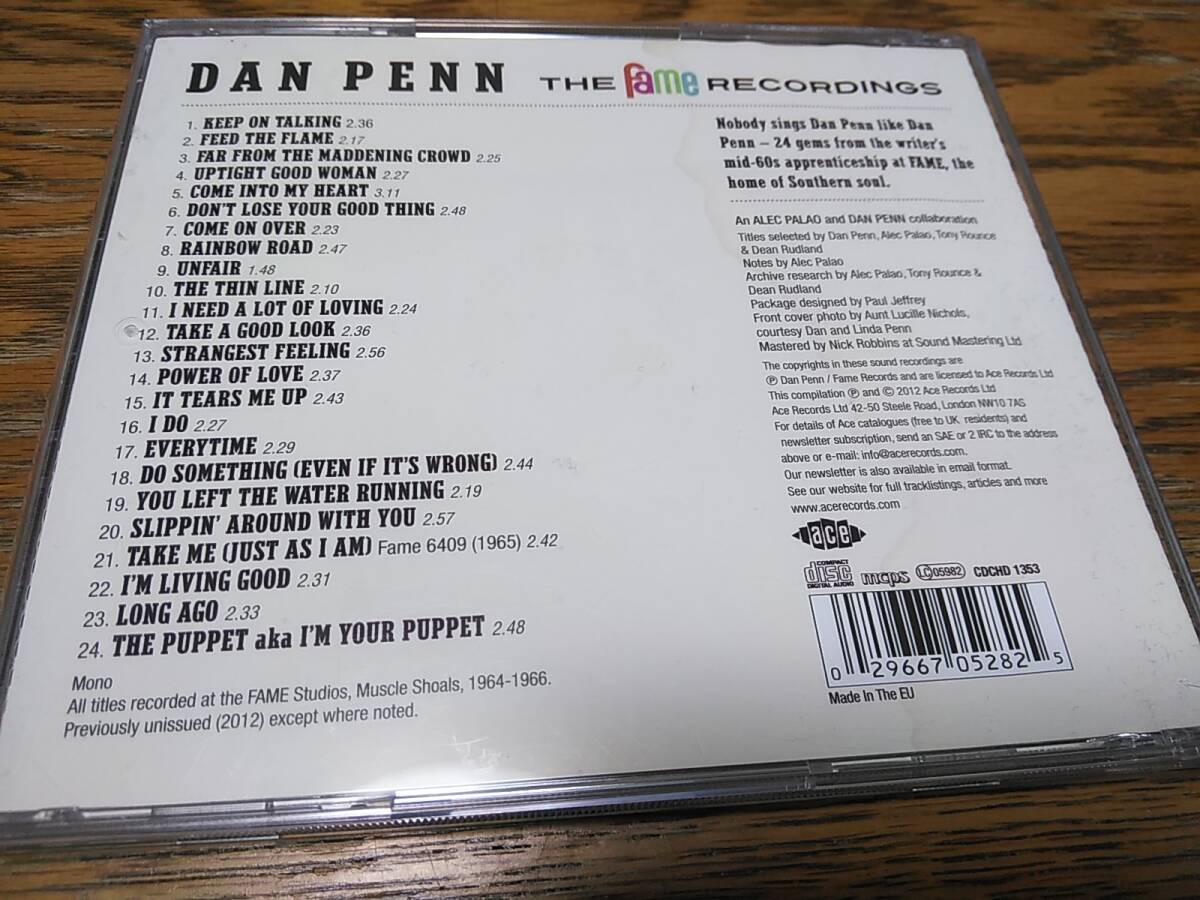 DAN PENN THE fame RECORDINGS
1. KEEP ON TALKING 2.36
2. FEED THE FLAME 2.17
3. FAR FROM THE MADDENING CROWD 2.25
4. UPTIGHT GOOD WOMAN 2.27
5. COME INTO MY HEART 3.11
6. DON'T LOSE YOUR GOOD THING 2.48
7. COME ON OVER 2.23
8. RAINBOW ROAD 2.47
9. UNFAIR 1.48
10. THE THIN LINE 2.10
11. I NEED A LOT OF LOVING 2.24
12. TAKE A GOOD LOOK 2.36
13. STRANGEST FEELING 2.56
14. POWER OF LOVE 2.37
15. IT TEARS ME UP 2.43
16. I DO 2.27
17. EVERYTIME 2.29
18. DO SOMETHING (EVEN IF IT'S WRONG) 2.44
19. YOU LEFT THE WATER RUNNING 2.19
20. SLIPPIN' AROUND WITH YOU 2.57
21. TAKE ME (JUST AS I AM) Fame 6409 (1965) 2.42
22. I'M LIVING GOOD 2.31
23. LONG AGO 2.33
24. THE PUPPET aka I'M YOUR PUPPET 2.48
Mono
All titles recorded at the FAME Studios, Muscle Shoals, 1964-1966.
Previously unissued (2012) except where noted.
Nobody sings Dan Penn like Dan
Penn – 24 gems from the writer's
mid-60s apprenticeship at FAME, the
home of Southern soul.
An ALEC PALAO and DAN PENN collaboration
Titles selected by Dan Penn, Alec Palao, Tony Rounce
& Dean Rudland
Notes by Alec Palao
Archive research by Alec Palao, Tony Rounce &
Dean Rudland
Package designed by Paul Jeffrey
Front cover photo by Aunt Lucille Nichols,
courtesy Dan and Linda Penn
Mastered by Nick Robbins at Sound Mastering Ltd
The copyrights in these sound recordings are
℗ Dan Penn / Fame Records and are licensed to Ace Records Ltd
This compilation ℗ and © 2012 Ace Records Ltd
Ace Records Ltd 42-50 Steele Road, London NW10 7AS
For details of Ace catalogues (free to UK residents) and
newsletter subscription, send an SAE or 2 IRC to the address
above or e-mail: info@acerecords.com.
Our newsletter is also available in email format.
See our website for full tracklistings, articles and more
www.acerecords.com
ace
COMPACT
disc
DIGITAL AUDIO
mcps LC05982 CDCHD 1353
0 29667 05282 5
Made In The EU